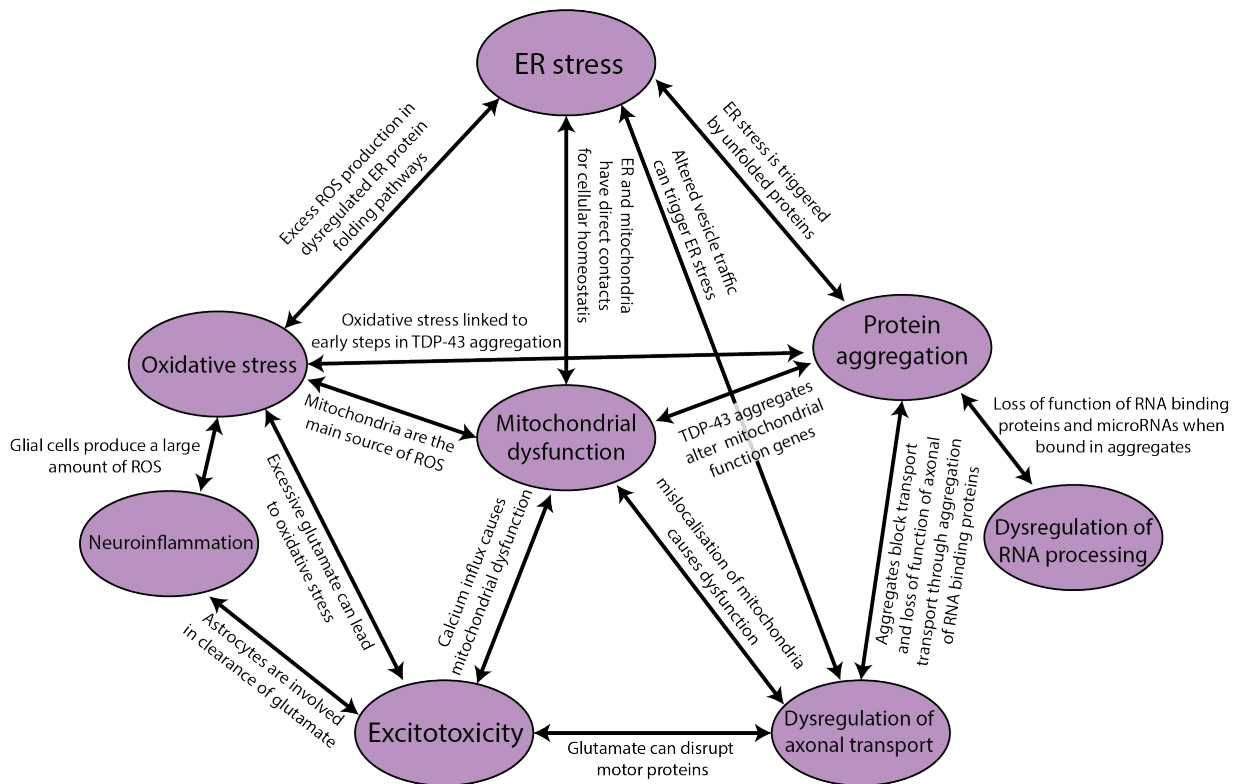 ER stress
Excess ROS production in
dysregulated ER protein
folding pathways
ER and mitochondria
have direct contacts
for cellular homeostatis
Altered vesicle traffic
can trigger ER stress
ER stress is triggered
by unfolded proteins
Oxidative stress
Oxidative stress linked to
early steps in TDP-43 aggregation
Protein
aggregation
Mitochondria are the
main source of ROS
Mitochondrial
dysfunction
TDP-43 aggregates
alter mitochondrial
function genes
Loss of function of RNA binding
proteins and microRNAs when
bound in aggregates
Glial cells produce a large
amount of ROS
Neuroinflammation
Excessive glutamate can lead
to oxidative stress
Calcium influx causes
mitochondrial dysfunction
mislocalisation of mitochondria
causes dysfunction
Aggregates block transport
and loss of function of axonal
transport through aggregation
of RNA binding proteins
Dysregulation of
RNA processing
Astrocytes are involved
in clearance of glutamate
Excitotoxicity
Glutamate can disrupt
motor proteins
Dysregulation of
axonal transport